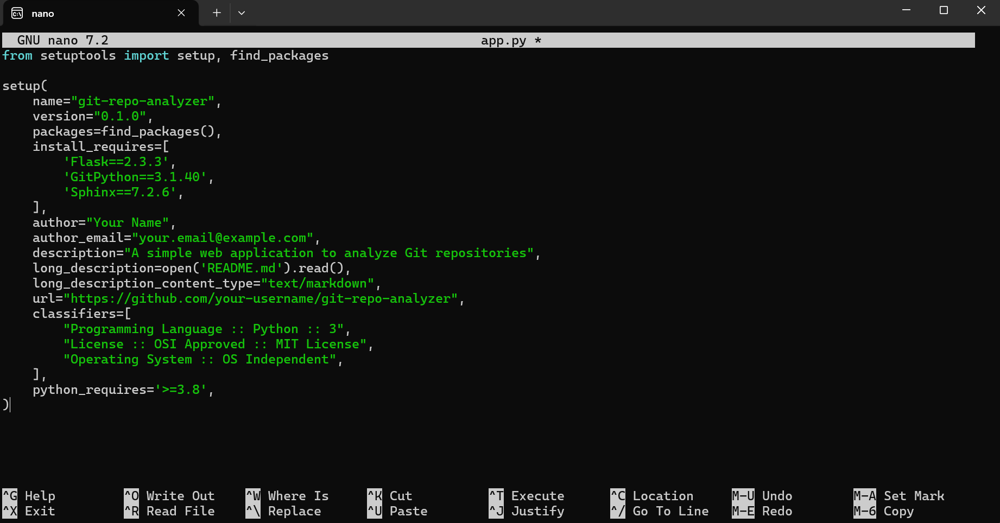 nano
GNU nano 7.2 app.py *
from setuptools import setup, find_packages
setup(
    name="git-repo-analyzer",
    version="0.1.0",
    packages=find_packages(),
    install_requires=[
        'Flask==2.3.3',
        'GitPython==3.1.40',
        'Sphinx==7.2.6',
    ],
    author="Your Name",
    author_email="your.email@example.com",
    description="A simple web application to analyze Git repositories",
    long_description=open('README.md').read(),
    long_description_content_type="text/markdown",
    url="https://github.com/your-username/git-repo-analyzer",
    classifiers=[
        "Programming Language :: Python :: 3",
        "License :: OSI Approved :: MIT License",
        "Operating System :: OS Independent",
    ],
    python_requires='>=3.8',
)
^G Help ^O Write Out ^W Where Is ^K Cut ^T Execute ^C Location M-U Undo M-A Set Mark
^X Exit ^R Read File ^\ Replace ^U Paste ^J Justify ^/ Go To Line M-E Redo M-6 Copy